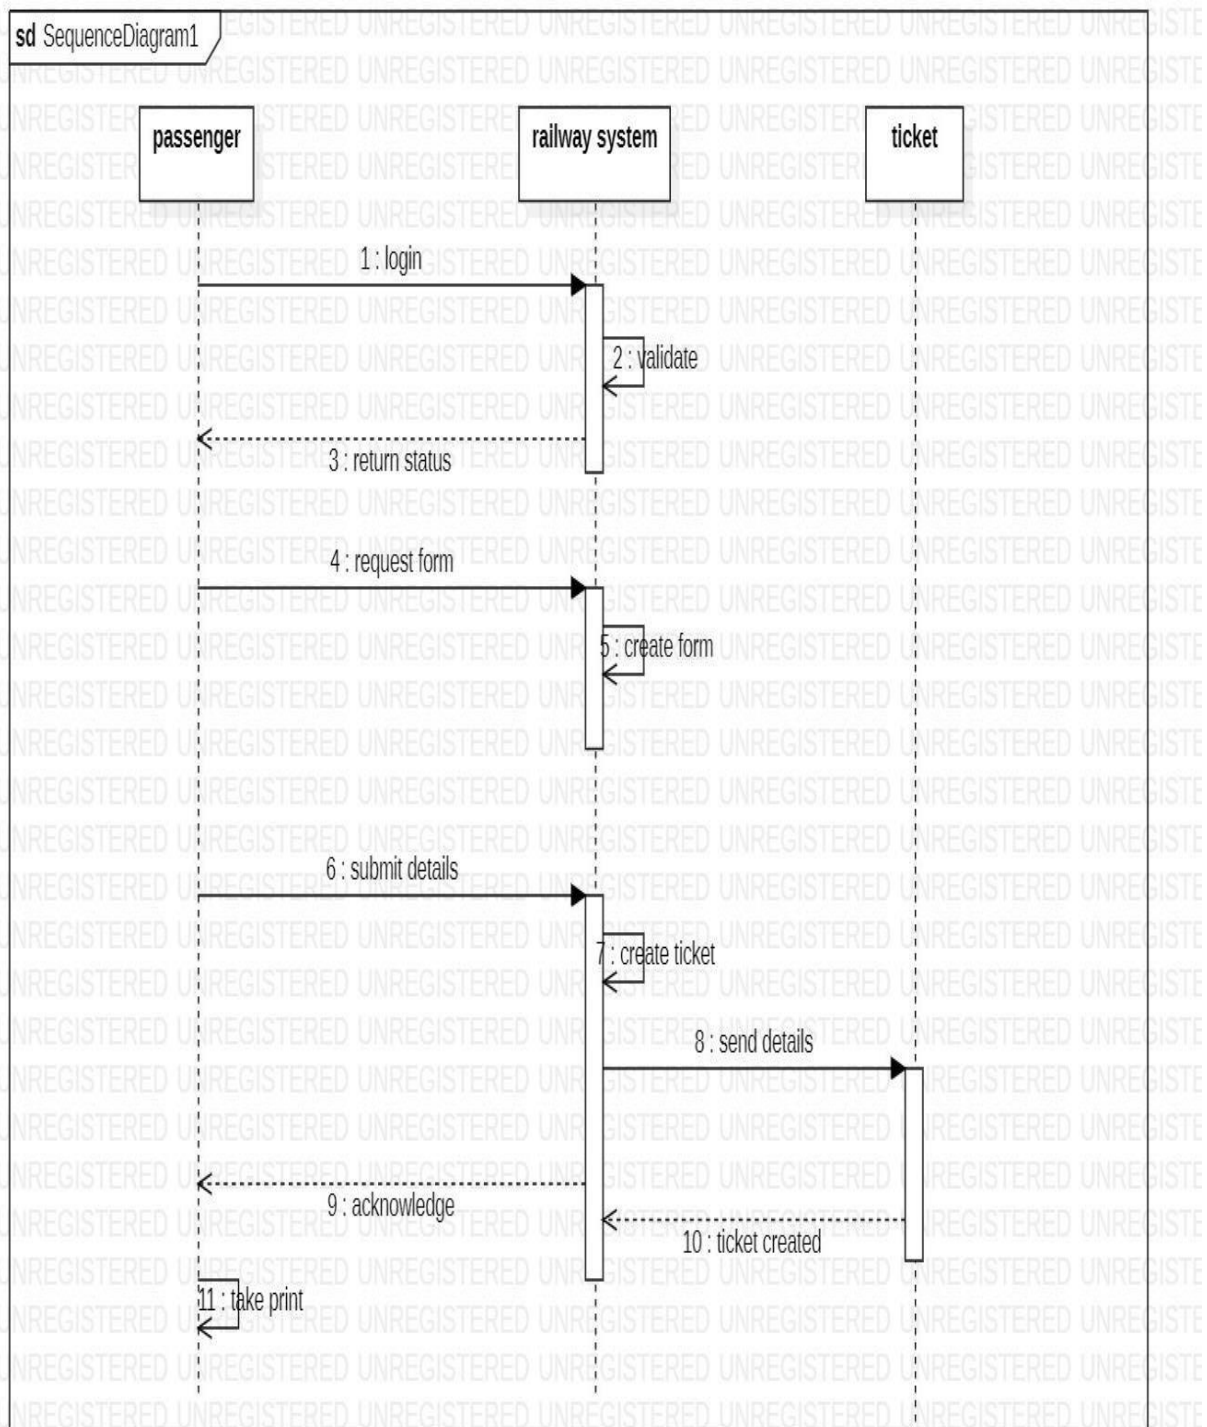 sd SequenceDiagram1
passenger
railway system
ticket
1 : login
2 : validate
3 : return status
4 : request form
5 : create form
6 : submit details
7 : create ticket
8 : send details
9 : acknowledge
10 : ticket created
11 : take print
UNREGISTERED